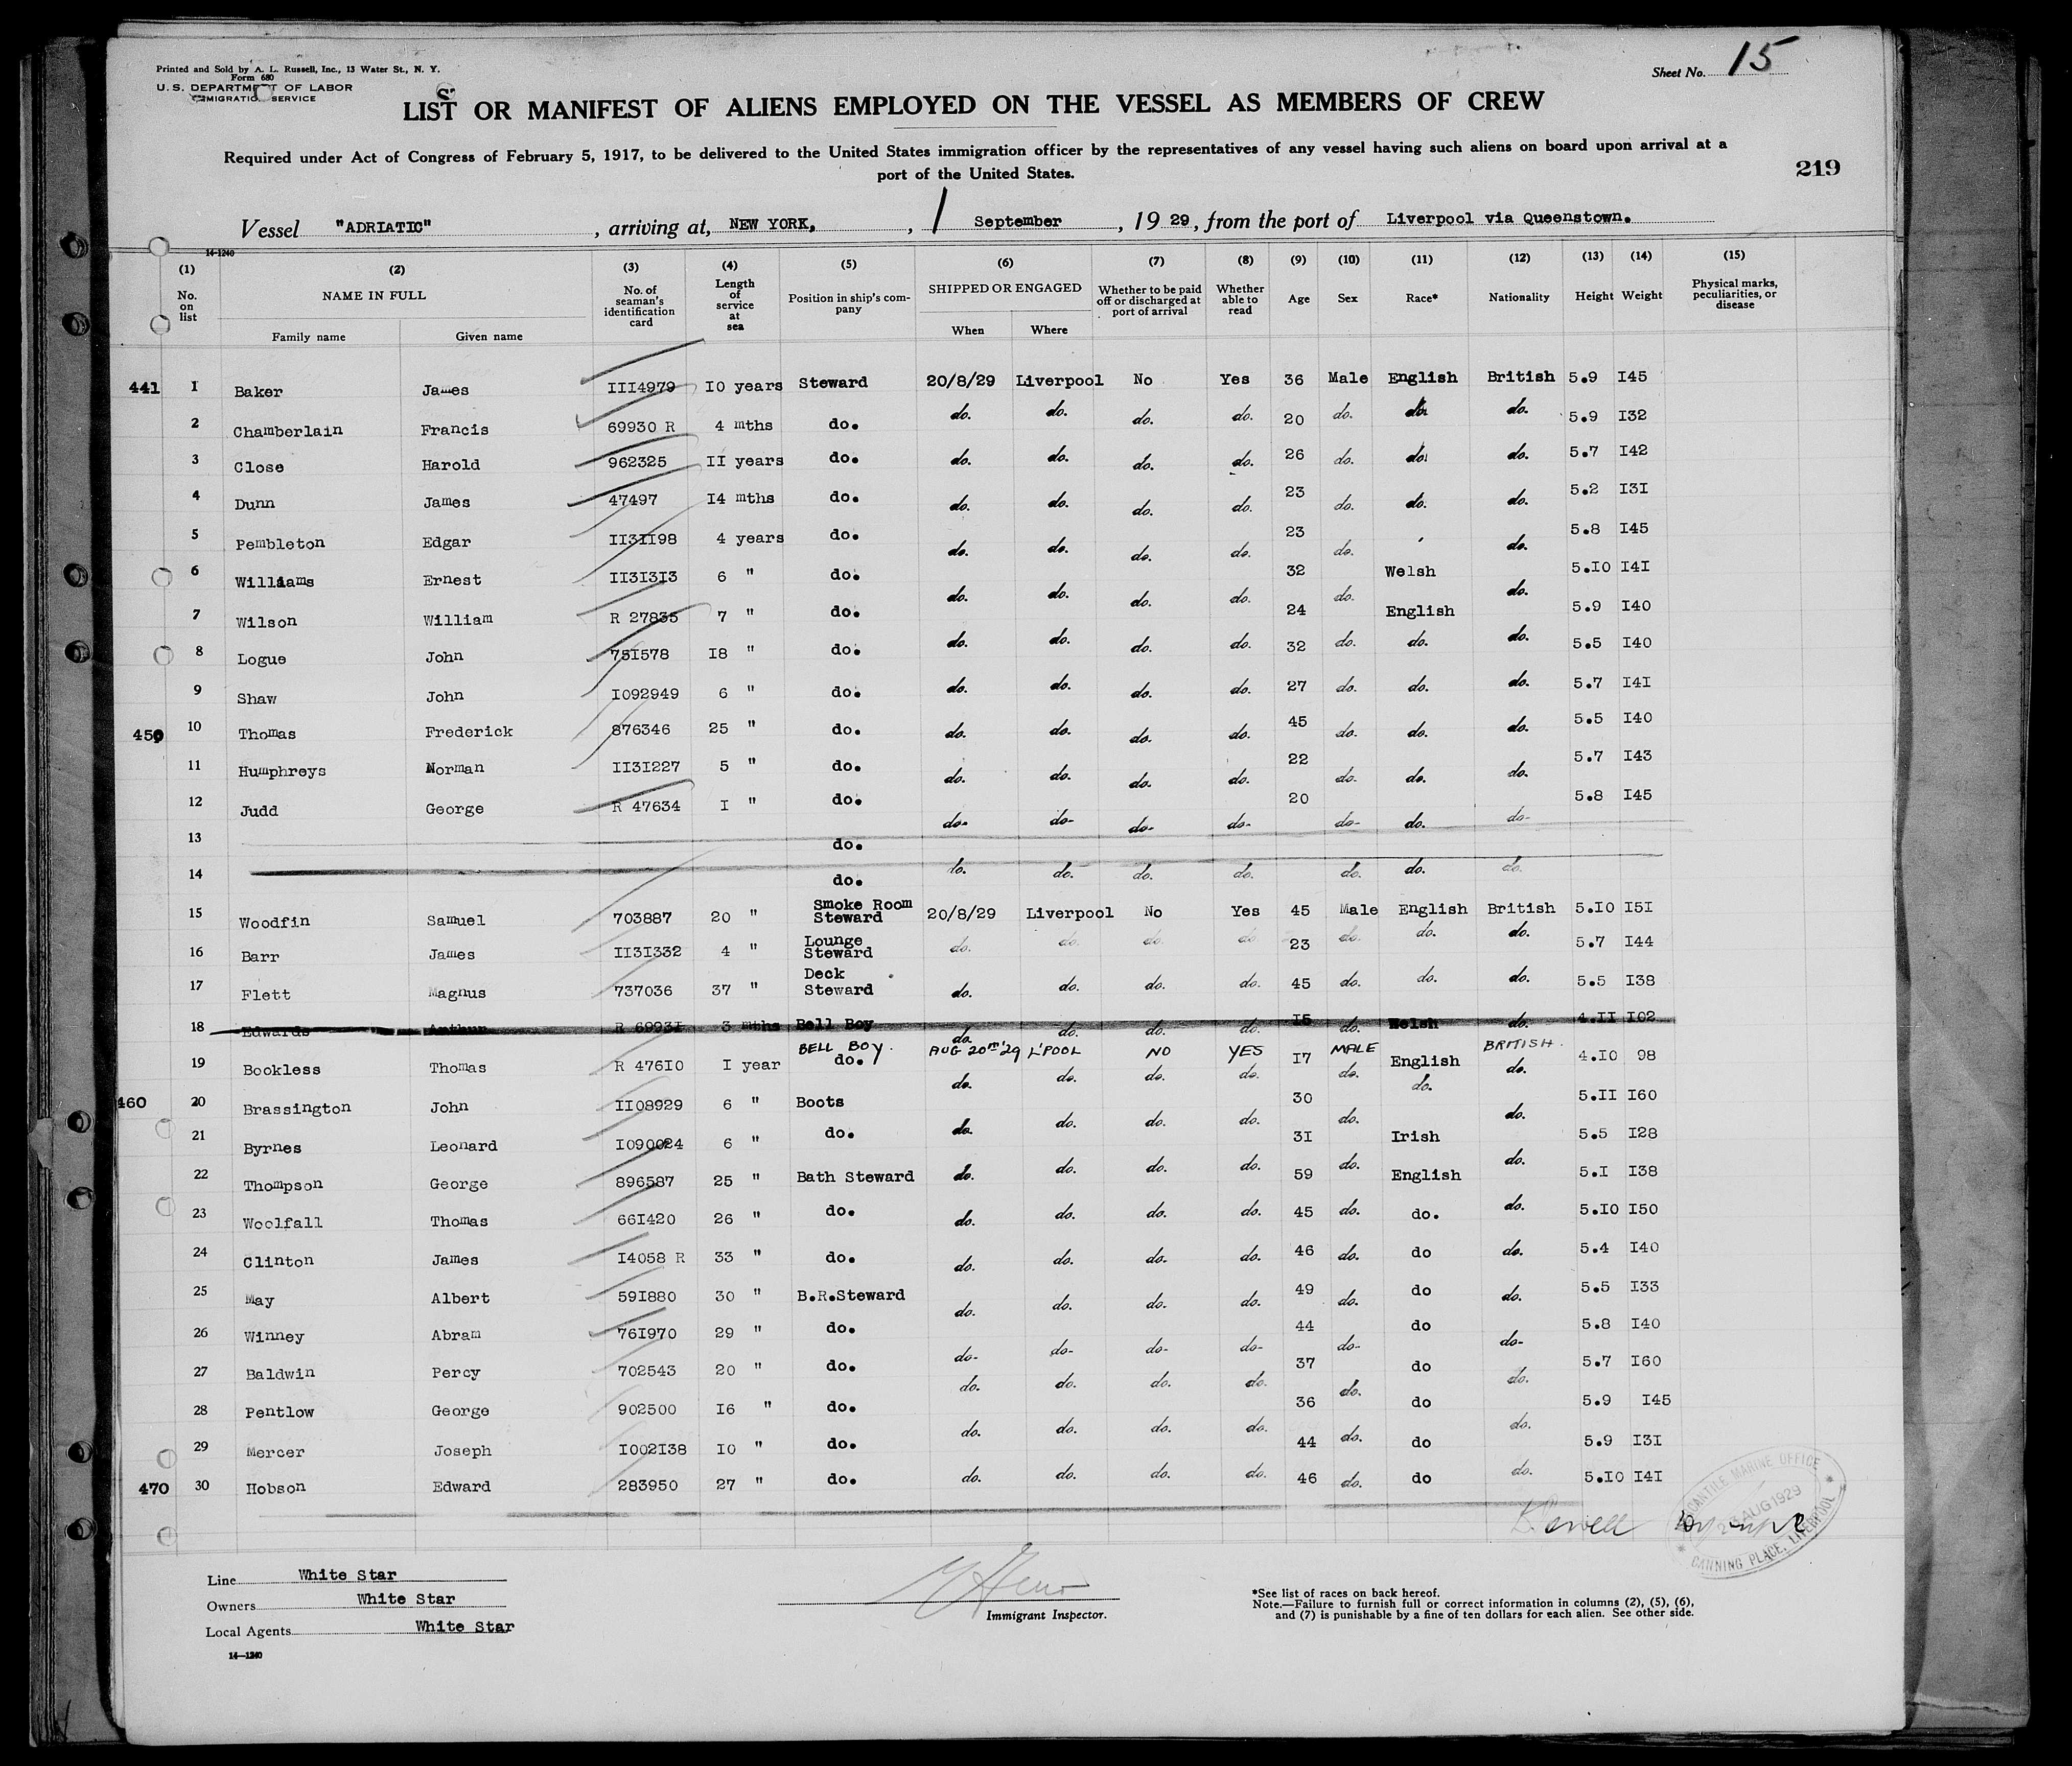 Printed and Sold by A. L. Russell, Inc., 13 Water St., N. Y.
Form 680
U. S. DEPARTMENT OF LABOR
IMMIGRATION SERVICE
Sheet No. 15
LIST OR MANIFEST OF ALIENS EMPLOYED ON THE VESSEL AS MEMBERS OF CREW
Required under Act of Congress of February 5, 1917, to be delivered to the United States immigration officer by the representatives of any vessel having such aliens on board upon arrival at a
port of the United States.
219
Vessel "ADRIATIC", arriving at, NEW YORK, , 1 September, 1929, from the port of Liverpool via Queenstown.
14-1240
(1) (2) (3) (4) (5) (6) (7) (8) (9) (10) (11) (12) (13) (14) (15)
No. on list NAME IN FULL Family name Given name No. of seaman's identification card Length of service at sea Position in ship's company SHIPPED OR ENGAGED When Where Whether to be paid off or discharged at port of arrival Whether able to read Age Sex Race* Nationality Height Weight Physical marks, peculiarities, or disease
441 1 Baker James III4979 I0 years Steward 20/8/29 Liverpool No Yes 36 Male English British 5.9 I45
2 Chamberlain Francis 69930 R 4 mths do. do. do. do. do. 20 do. do. do. 5.9 I32
3 Close Harold 962325 II years do. do. do. do. do. 26 do. do. do. 5.7 I42
4 Dunn James 47497 I4 mths do. do. do. do. do. 23 do. do. do. 5.2 I3I
5 Pembleton Edgar II3II98 4 years do. do. do. do. do. 23 do. do. 5.8 I45
6 Williams Ernest II3I3I3 6 " do. do. do. do. do. 32 do. Welsh do. 5.I0 I4I
7 Wilson William R 27835 7 " do. do. do. do. do. 24 do. English do. 5.9 I40
8 Logue John 75I578 I8 " do. do. do. do. do. 32 do. do. do. 5.5 I40
9 Shaw John I092949 6 " do. do. do. do. do. 27 do. do. do. 5.7 I4I
450 10 Thomas Frederick 876346 25 " do. do. do. do. do. 45 do. do. do. 5.5 I40
11 Humphreys Norman II3I227 5 " do. do. do. do. do. 22 do. do. do. 5.7 I43
12 Judd George R 47634 I " do. do- do- do- do- 20 do- do. do- 5.8 I45
13 do.
14 do. do. do. do. do. do. do. do.
15 Woodfin Samuel 703887 20 " Smoke Room Steward 20/8/29 Liverpool No Yes 45 Male English British 5.I0 I5I
16 Barr James II3I332 4 " Lounge Steward do. do. do. do. 23 do. do. do. 5.7 I44
17 Flett Magnus 737036 37 " Deck Steward do. do. do. do. 45 do. do. do. 5.5 I38
18 Edwards Arthur R 6993I 3 mths Bell Boy do. do. do. do. I5 do. Welsh do. 4.II I02
BELL BOY. AUG 20TH '29 L'POOL NO YES MALE BRITISH.
19 Bookless Thomas R 476I0 I year do. do. do. do. do. I7 do. English do. 4.I0 98
460 20 Brassington John II08929 6 " Boots do. do. do. do. 30 do. do. do. 5.II I60
21 Byrnes Leonard I090024 6 " do. do. do. do. do. 3I do. Irish do. 5.5 I28
22 Thompson George 896587 25 " Bath Steward do. do. do. do. 59 do. English do. 5.I I38
23 Woolfall Thomas 66I420 26 " do. do. do. do. do. 45 do. do. do. 5.I0 I50
24 Clinton James I4058 R 33 " do. do. do. do. do. 46 do. do do. 5.4 I40
25 May Albert 59I880 30 " B.R.Steward do. do. do. do. 49 do. do do. 5.5 I33
26 Winney Abram 76I970 29 " do. do- do- do- do- 44 do- do do- 5.8 I40
27 Baldwin Percy 702543 20 " do. do. do. do. do. 37 do. do do. 5.7 I60
28 Pentlow George 902500 I6 " do. do. do. do. do. 36 do. do do. 5.9 I45
29 Mercer Joseph I002I38 I0 " do. do. do. do. do. 44 do. do do. 5.9 I3I
470 30 Hobson Edward 283950 27 " do. do. do. do. do. 46 do. do do. 5.I0 I4I
MERCANTILE MARINE OFFICE
AUG 1929
CANNING PLACE, LIVERPOOL
Line White Star
Owners White Star
Local Agents White Star
14-1240
Immigrant Inspector.
*See list of races on back hereof.
Note.—Failure to furnish full or correct information in columns (2), (5), (6),
and (7) is punishable by a fine of ten dollars for each alien. See other side.